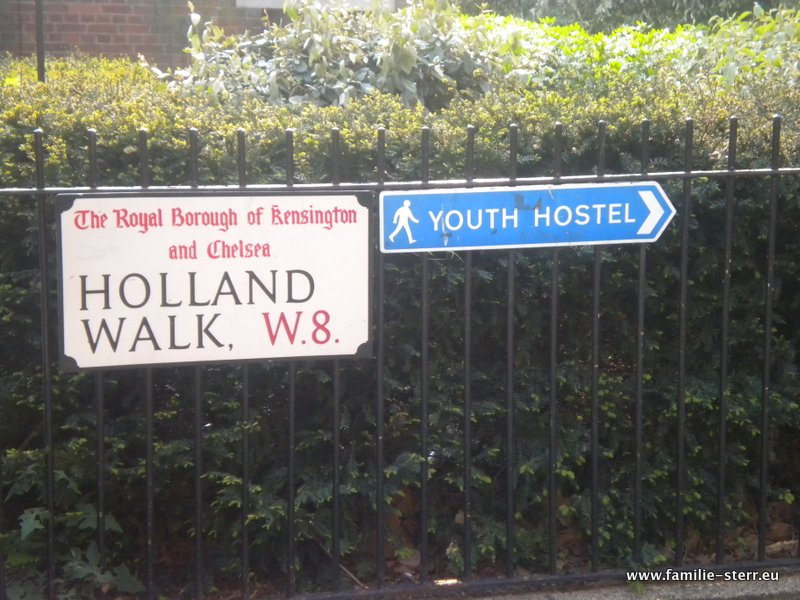 The Royal Borough of Kensington
and Chelsea
HOLLAND
WALK, W.8.
YOUTH HOSTEL
www.familie-sterr.eu